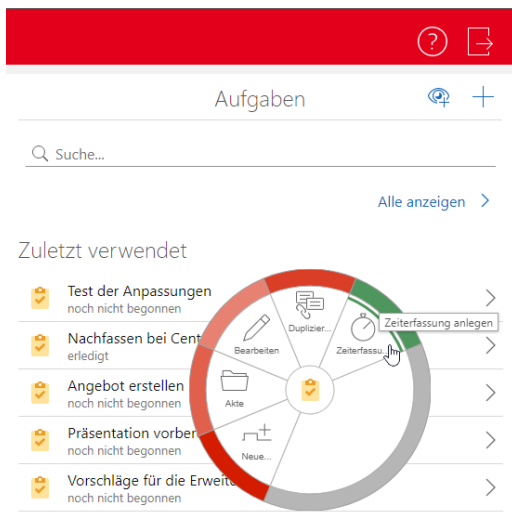 Aufgaben
Suche...
Alle anzeigen
Zuletzt verwendet
Test der Anpassungen
noch nicht begonnen
Nachfassen bei Cent
erledigt
Angebot erstellen
noch nicht begonnen
Präsentation vorber
noch nicht begonnen
Vorschläge für die Erweite
noch nicht begonnen
Duplizier...
Bearbeiten
Zeiterfassu...
Zeiterfassung anlegen
Akte
Neue...